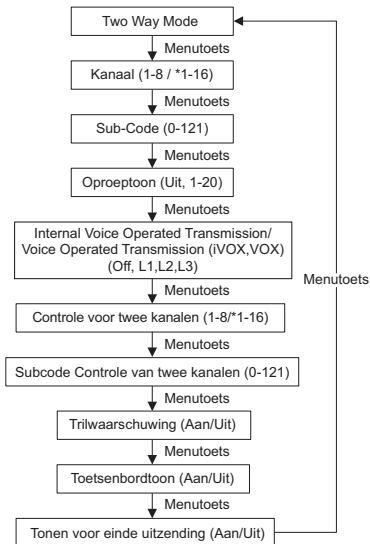 Two Way Mode
Menutoets
Kanaal (1-8 / *1-16)
Menutoets
Sub-Code (0-121)
Menutoets
Oproeptoon (Uit, 1-20)
Menutoets
Internal Voice Operated Transmission/
Voice Operated Transmission (iVOX,VOX)
(Off, L1,L2,L3)
Menutoets
Menutoets
Controle voor twee kanalen (1-8/*1-16)
Menutoets
Subcode Controle van twee kanalen (0-121)
Menutoets
Trilwaarschuwing (Aan/Uit)
Menutoets
Toetsenbordtoon (Aan/Uit)
Menutoets
Tonen voor einde uitzending (Aan/Uit)